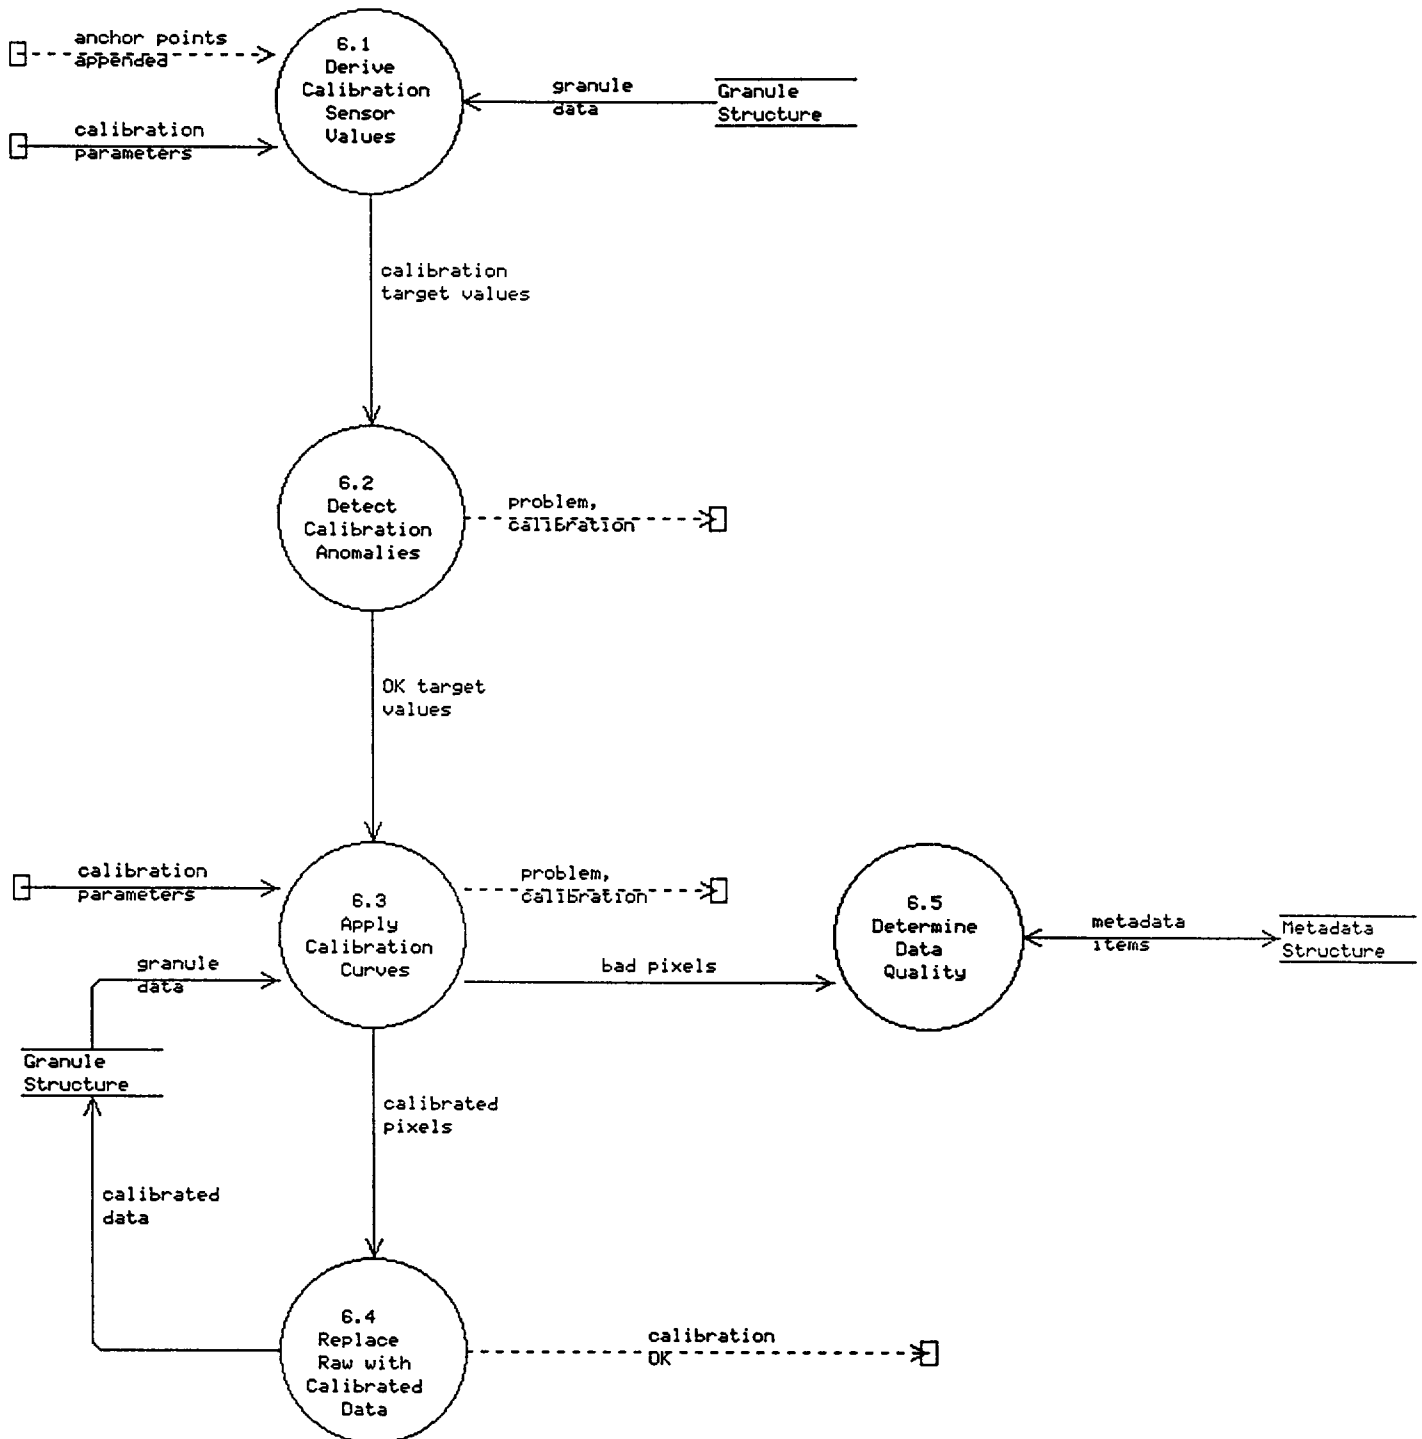 anchor points
appended
6.1
Derive
Calibration
Sensor
Values
granule
data
Granule
Structure
calibration
parameters
calibration
target values
6.2
Detect
Calibration
Anomalies
problem,
calibration
OK target
values
calibration
parameters
6.3
Apply
Calibration
Curves
problem,
calibration
6.5
Determine
Data
Quality
metadata
items
Metadata
Structure
granule
data
bad pixels
Granule
Structure
calibrated
pixels
calibrated
data
6.4
Replace
Raw with
Calibrated
Data
calibration
OK